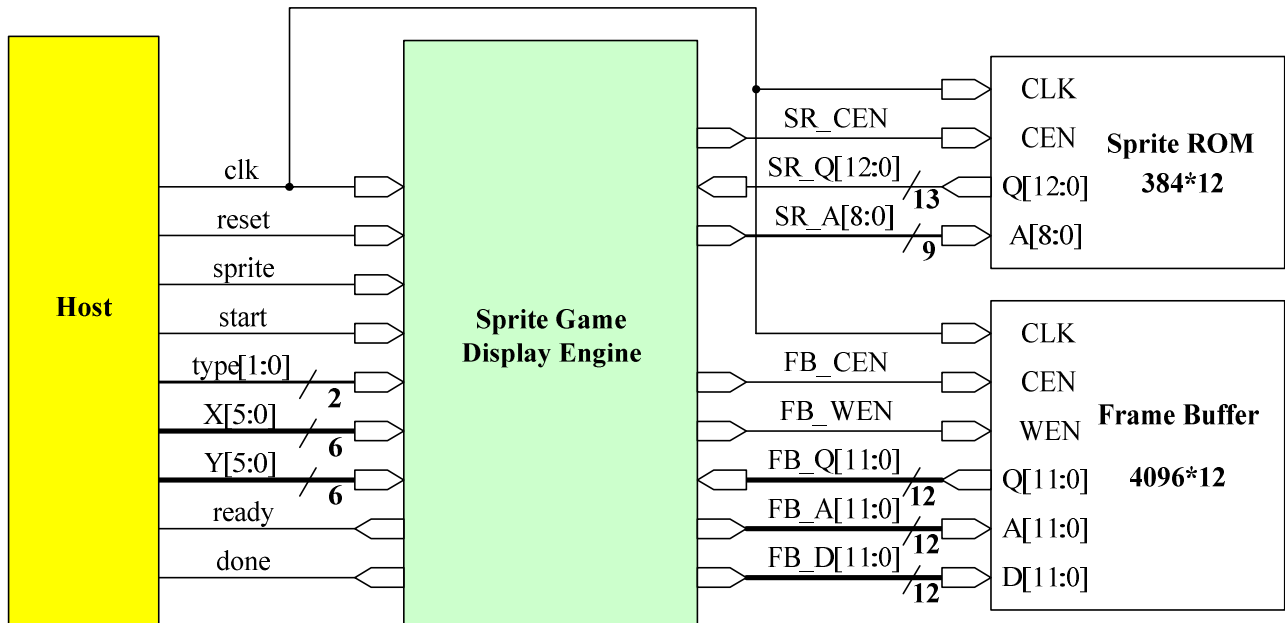 Host
clk
reset
sprite
start
type[1:0]
2
X[5:0]
6
Y[5:0]
6
ready
done
Sprite Game
Display Engine
SR_CEN
SR_Q[12:0]
13
SR_A[8:0]
9
CLK
CEN
Q[12:0]
A[8:0]
Sprite ROM
384*12
FB_CEN
FB_WEN
FB_Q[11:0]
12
FB_A[11:0]
12
FB_D[11:0]
12
CLK
CEN
WEN
Q[11:0]
A[11:0]
D[11:0]
Frame Buffer
4096*12